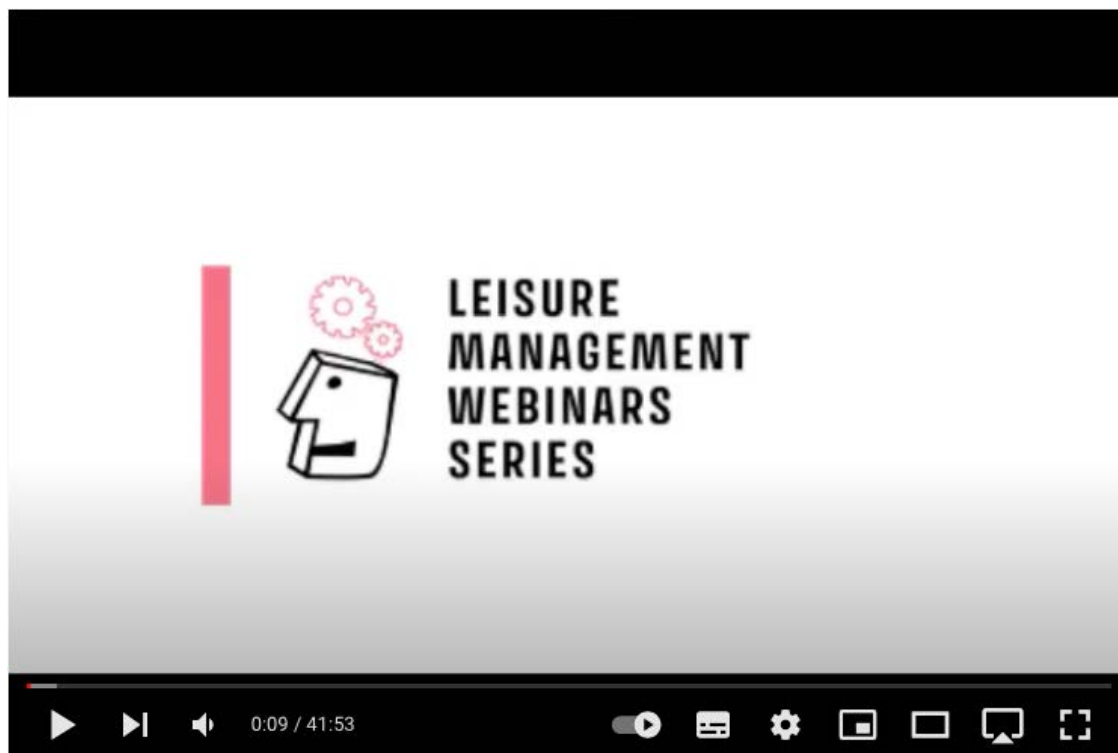 LEISURE
MANAGEMENT
WEBINARS
SERIES
0:09 / 41:53